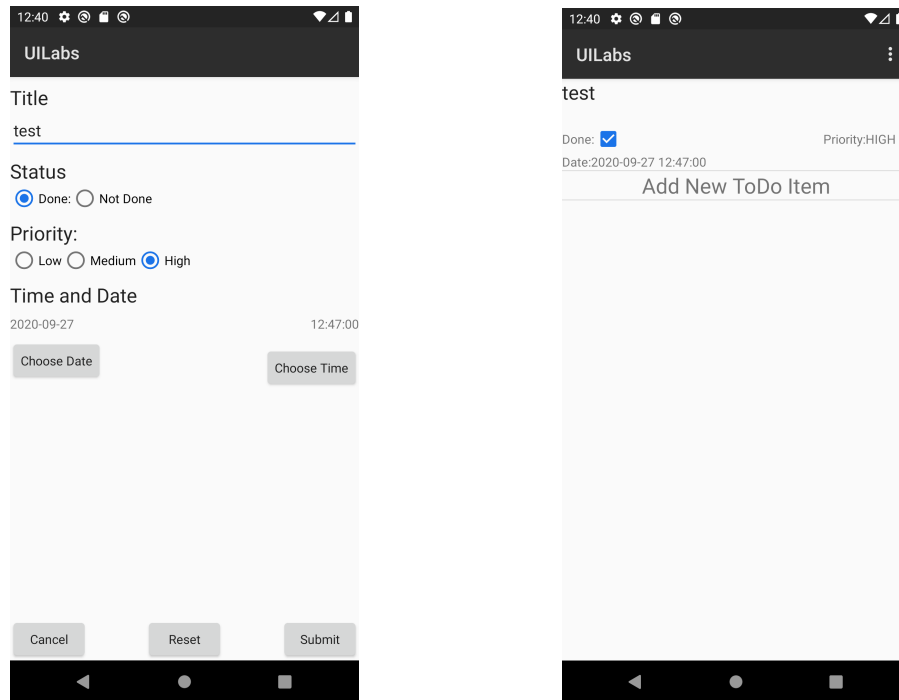 12:40
UILabs
Title
test
Status
Done: Not Done
Priority:
Low Medium High
Time and Date
2020-09-27 12:47:00
Choose Date Choose Time
Cancel Reset Submit
12:40
UILabs
test
Done: Priority:HIGH
Date:2020-09-27 12:47:00
Add New ToDo Item